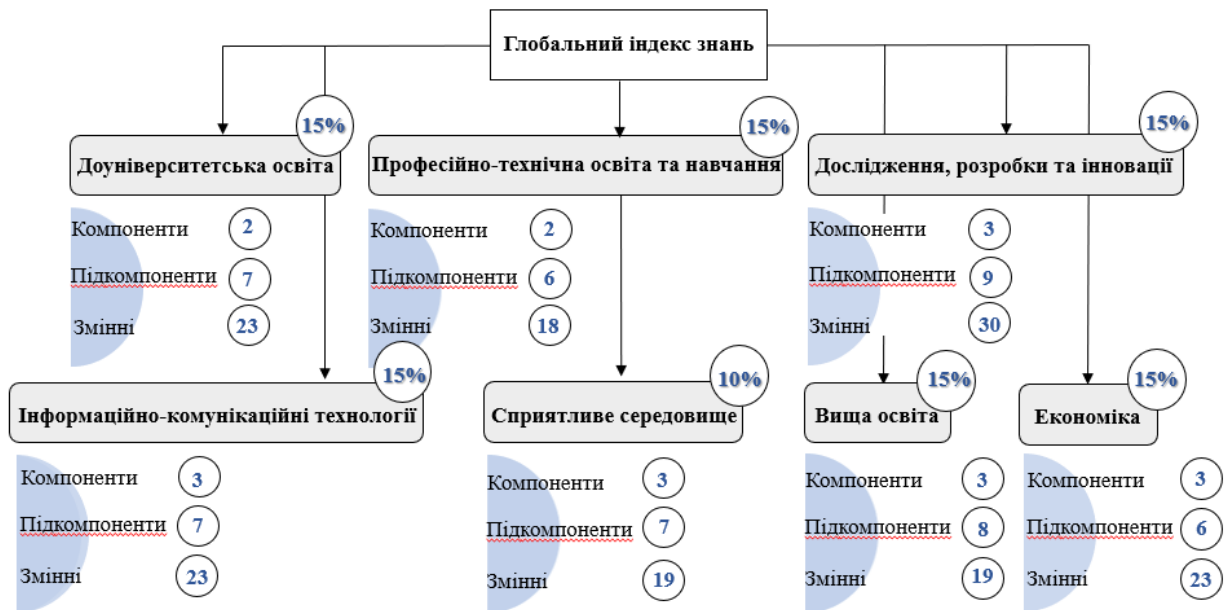 Глобальний індекс знань
15%
Доуніверситетська освіта
Компоненти 2
Підкомпоненти 7
Змінні 23
15%
Професійно-технічна освіта та навчання
Компоненти 2
Підкомпоненти 6
Змінні 18
15%
Дослідження, розробки та інновації
Компоненти 3
Підкомпоненти 9
Змінні 30
15%
Інформаційно-комунікаційні технології
Компоненти 3
Підкомпоненти 7
Змінні 23
10%
Сприятливе середовище
Компоненти 3
Підкомпоненти 7
Змінні 19
15%
Вища освіта
Компоненти 3
Підкомпоненти 8
Змінні 19
15%
Економіка
Компоненти 3
Підкомпоненти 6
Змінні 23